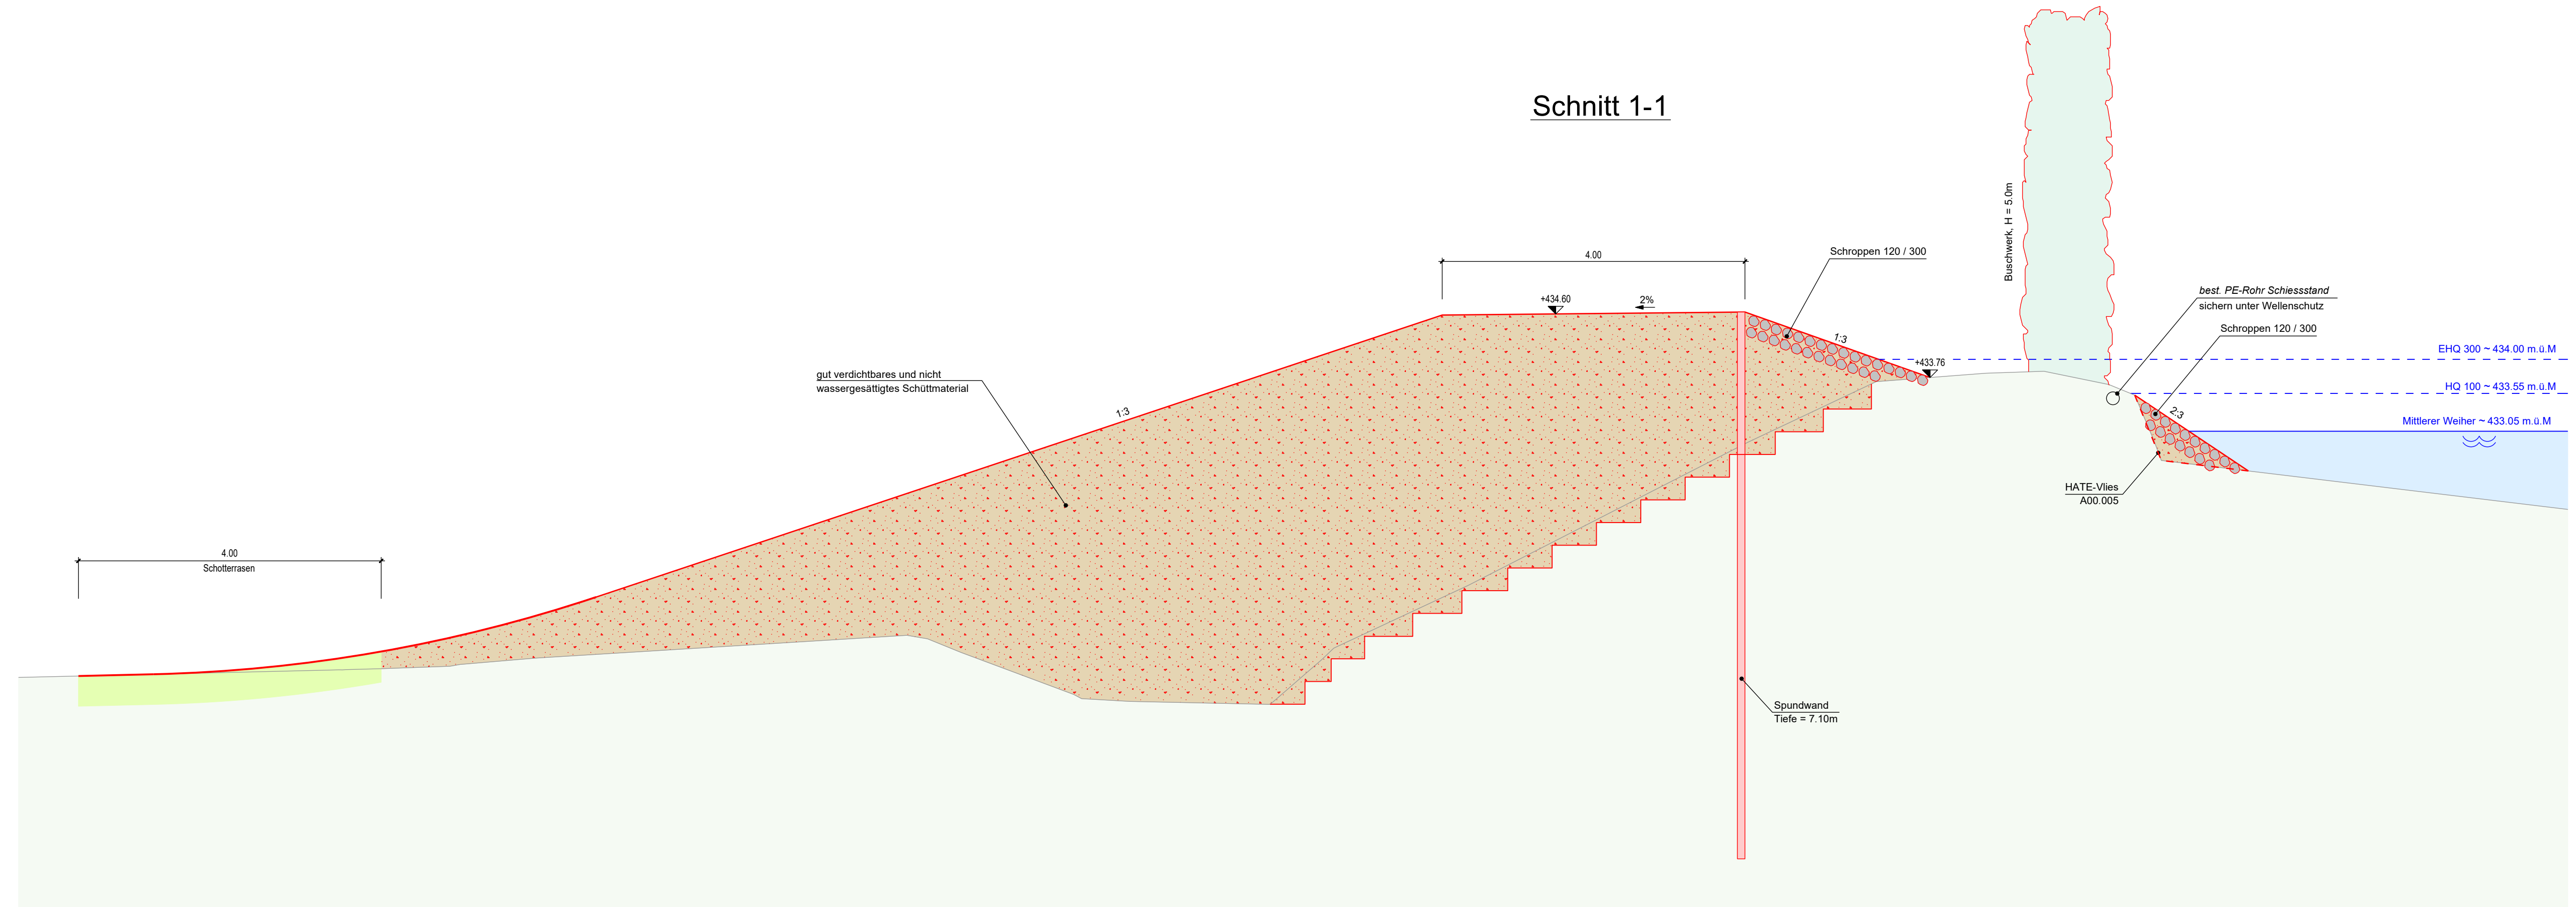 Schnitt 1-1
Buschwerk, H = 5.0m
4.00
Schroppen 120 / 300
+434.60
2%
1:3
+433.76
best. PE-Rohr Schiessstand
sichern unter Wellenschutz
Schroppen 120 / 300
EHQ 300 ~ 434.00 m.ü.M
HQ 100 ~ 433.55 m.ü.M
2:3
Mittlerer Weiher ~ 433.05 m.ü.M
gut verdichtbares und nicht
wassergesättigtes Schüttmaterial
1:3
HATE-Vlies
A00.005
4.00
Schotterrasen
Spundwand
Tiefe = 7.10m